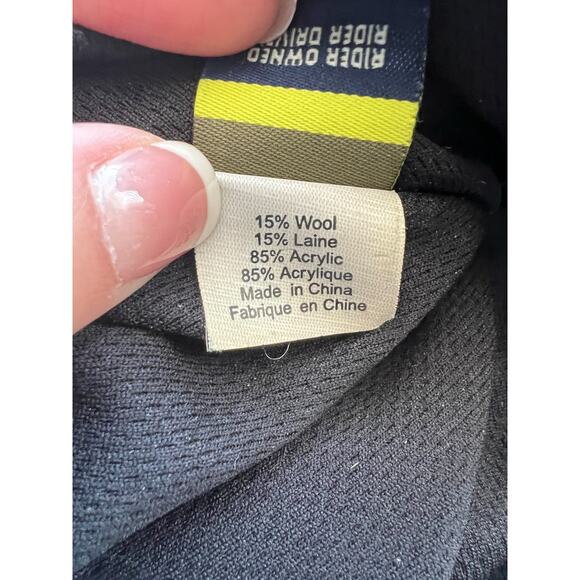 RIDER OWNED
RIDER DRIVEN
15% Wool
15% Laine
85% Acrylic
85% Acrylique
Made in China
Fabrique en Chine